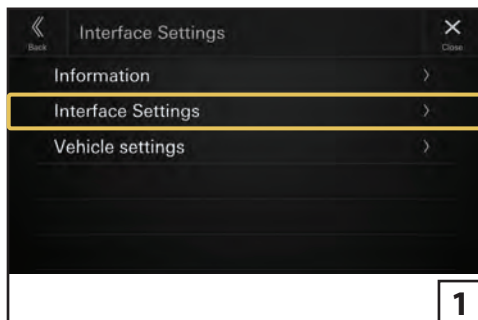 Interface Settings
Back
Close
Information
Interface Settings
Vehicle settings
1